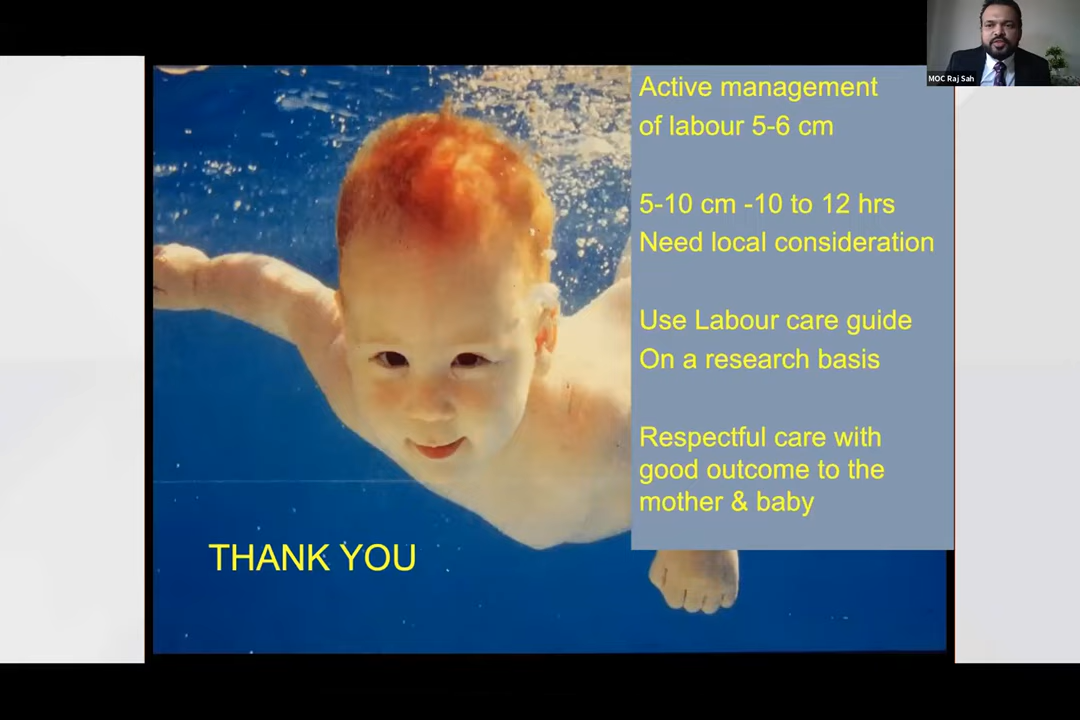 MOC Raj Sah
Active management
of labour 5-6 cm
5-10 cm -10 to 12 hrs
Need local consideration
Use Labour care guide
On a research basis
Respectful care with
good outcome to the
mother & baby
THANK YOU